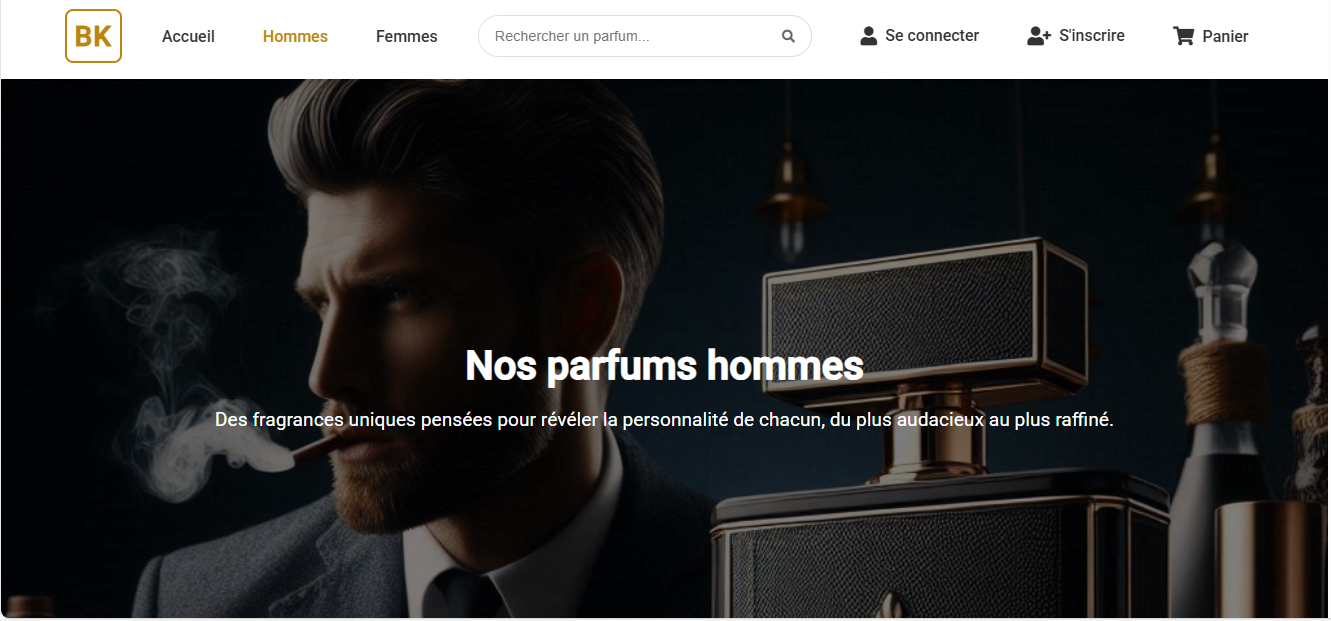 BK
Accueil
Hommes
Femmes
Rechercher un parfum...
Se connecter
S'inscrire
Panier
Nos parfums hommes
Des fragrances uniques pensées pour révéler la personnalité de chacun, du plus audacieux au plus raffiné.